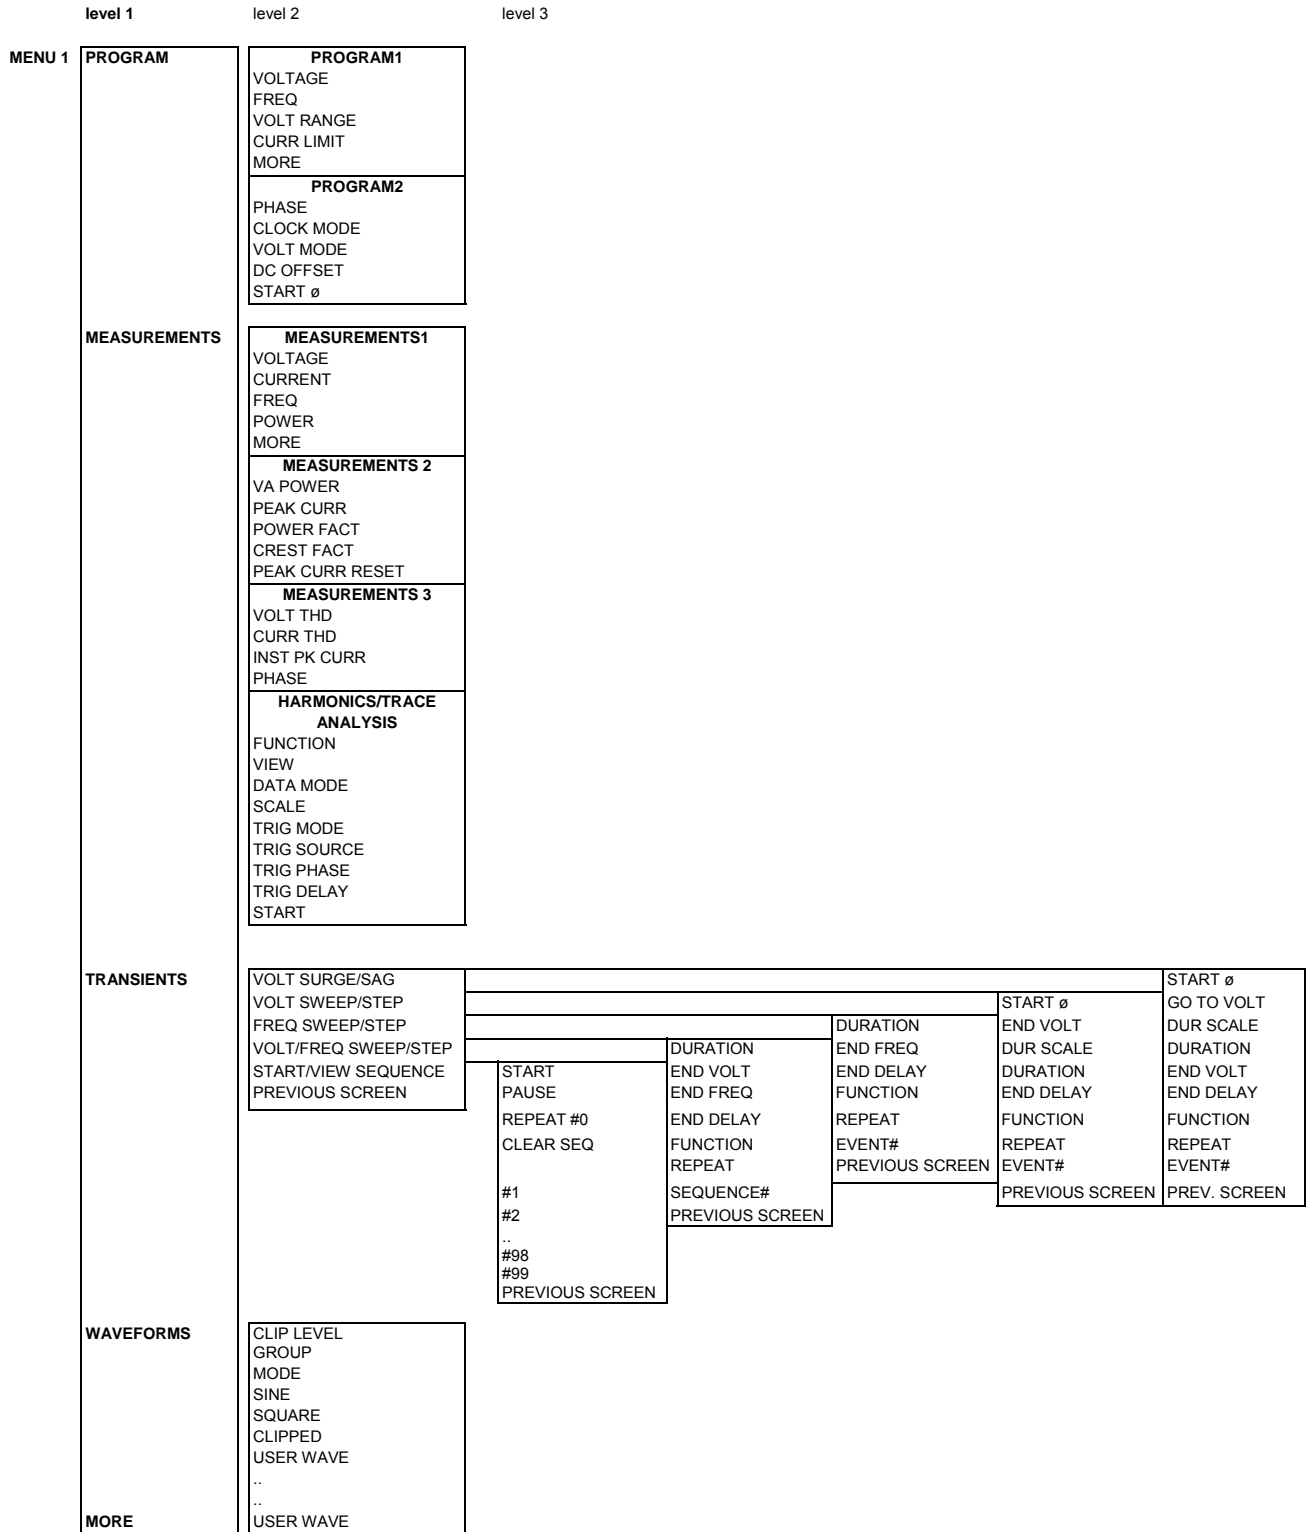 level 1 level 2 level 3
MENU 1 PROGRAM PROGRAM1
VOLTAGE
FREQ
VOLT RANGE
CURR LIMIT
MORE
PROGRAM2
PHASE
CLOCK MODE
VOLT MODE
DC OFFSET
START ø
MEASUREMENTS MEASUREMENTS1
VOLTAGE
CURRENT
FREQ
POWER
MORE
MEASUREMENTS 2
VA POWER
PEAK CURR
POWER FACT
CREST FACT
PEAK CURR RESET
MEASUREMENTS 3
VOLT THD
CURR THD
INST PK CURR
PHASE
HARMONICS/TRACE
ANALYSIS
FUNCTION
VIEW
DATA MODE
SCALE
TRIG MODE
TRIG SOURCE
TRIG PHASE
TRIG DELAY
START
TRANSIENTS VOLT SURGE/SAG START ø
VOLT SWEEP/STEP START ø GO TO VOLT
FREQ SWEEP/STEP DURATION END VOLT DUR SCALE
VOLT/FREQ SWEEP/STEP DURATION END FREQ DUR SCALE DURATION
START/VIEW SEQUENCE START END VOLT END DELAY DURATION END VOLT
PREVIOUS SCREEN PAUSE END FREQ FUNCTION END DELAY END DELAY
REPEAT #0 END DELAY REPEAT FUNCTION FUNCTION
CLEAR SEQ FUNCTION EVENT# REPEAT REPEAT
REPEAT PREVIOUS SCREEN EVENT# EVENT#
#1 SEQUENCE# PREVIOUS SCREEN PREV. SCREEN
#2 PREVIOUS SCREEN
..
#98
#99
PREVIOUS SCREEN
WAVEFORMS CLIP LEVEL
GROUP
MODE
SINE
SQUARE
CLIPPED
USER WAVE
..
..
MORE USER WAVE